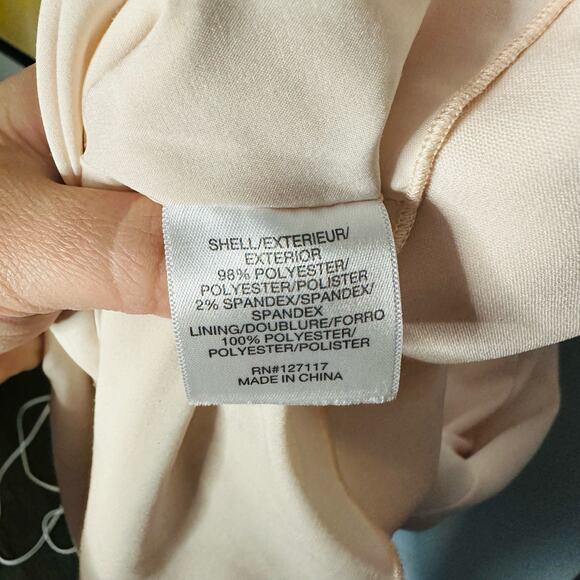 SHELL/EXTERIEUR/
EXTERIOR
98% POLYESTER/
POLYESTER/POLISTER
2% SPANDEX/SPANDEX/
SPANDEX
LINING/DOUBLURE/FORRO
100% POLYESTER/
POLYESTER/POLISTER
RN#127117
MADE IN CHINA